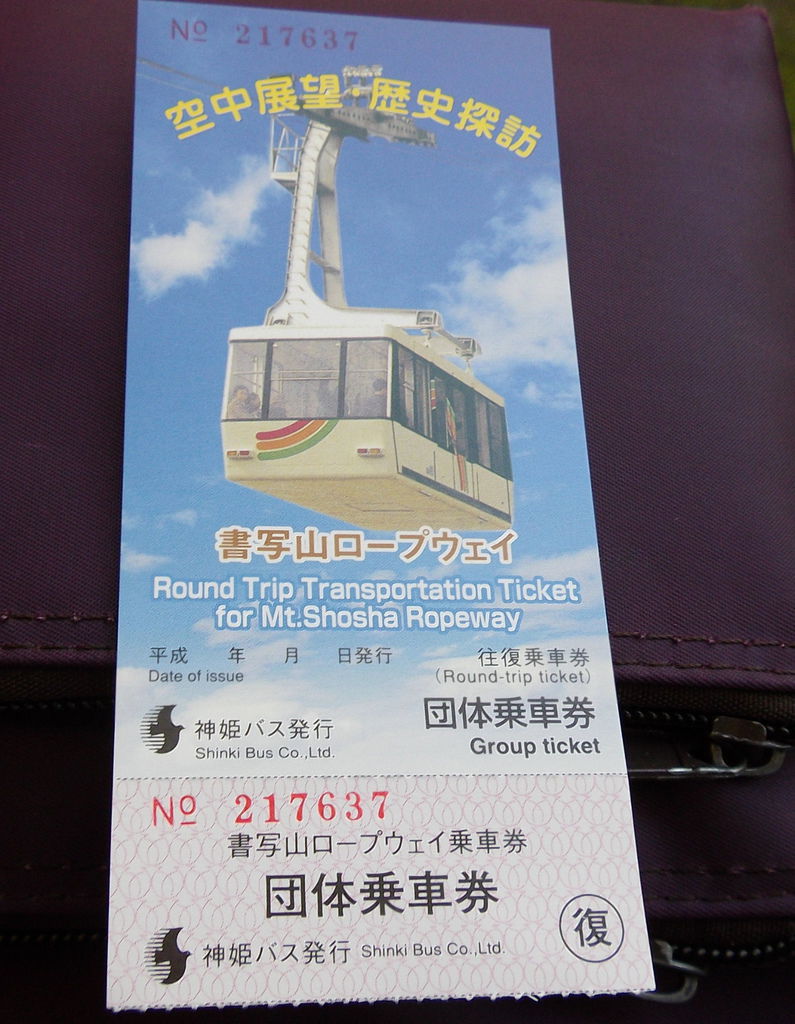 No 217637
空中展望・歴史探訪
書写山ロープウェイ
Round Trip Transportation Ticket
for Mt.Shosha Ropeway
平成 年 月 日発行
Date of issue
往復乗車券
(Round-trip ticket)
団体乗車券
Group ticket
神姫バス発行
Shinki Bus Co.,Ltd.
No 217637
書写山ロープウェイ乗車券
団体乗車券
復
神姫バス発行 Shinki Bus Co.,Ltd.